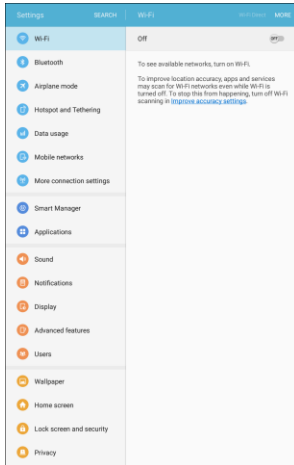 Settings
SEARCH
Wi-Fi
Wi-Fi Direct
MORE
Wi-Fi
Bluetooth
Airplane mode
Hotspot and Tethering
Data usage
Mobile networks
More connection settings
Smart Manager
Applications
Sound
Notifications
Display
Advanced features
Users
Wallpaper
Home screen
Lock screen and security
Privacy
Off
OFF
To see available networks, turn on Wi-Fi.
To improve location accuracy, apps and services
may scan for Wi-Fi networks even while Wi-Fi is
turned off. To stop this from happening, turn off Wi-Fi
scanning in Improve accuracy settings.